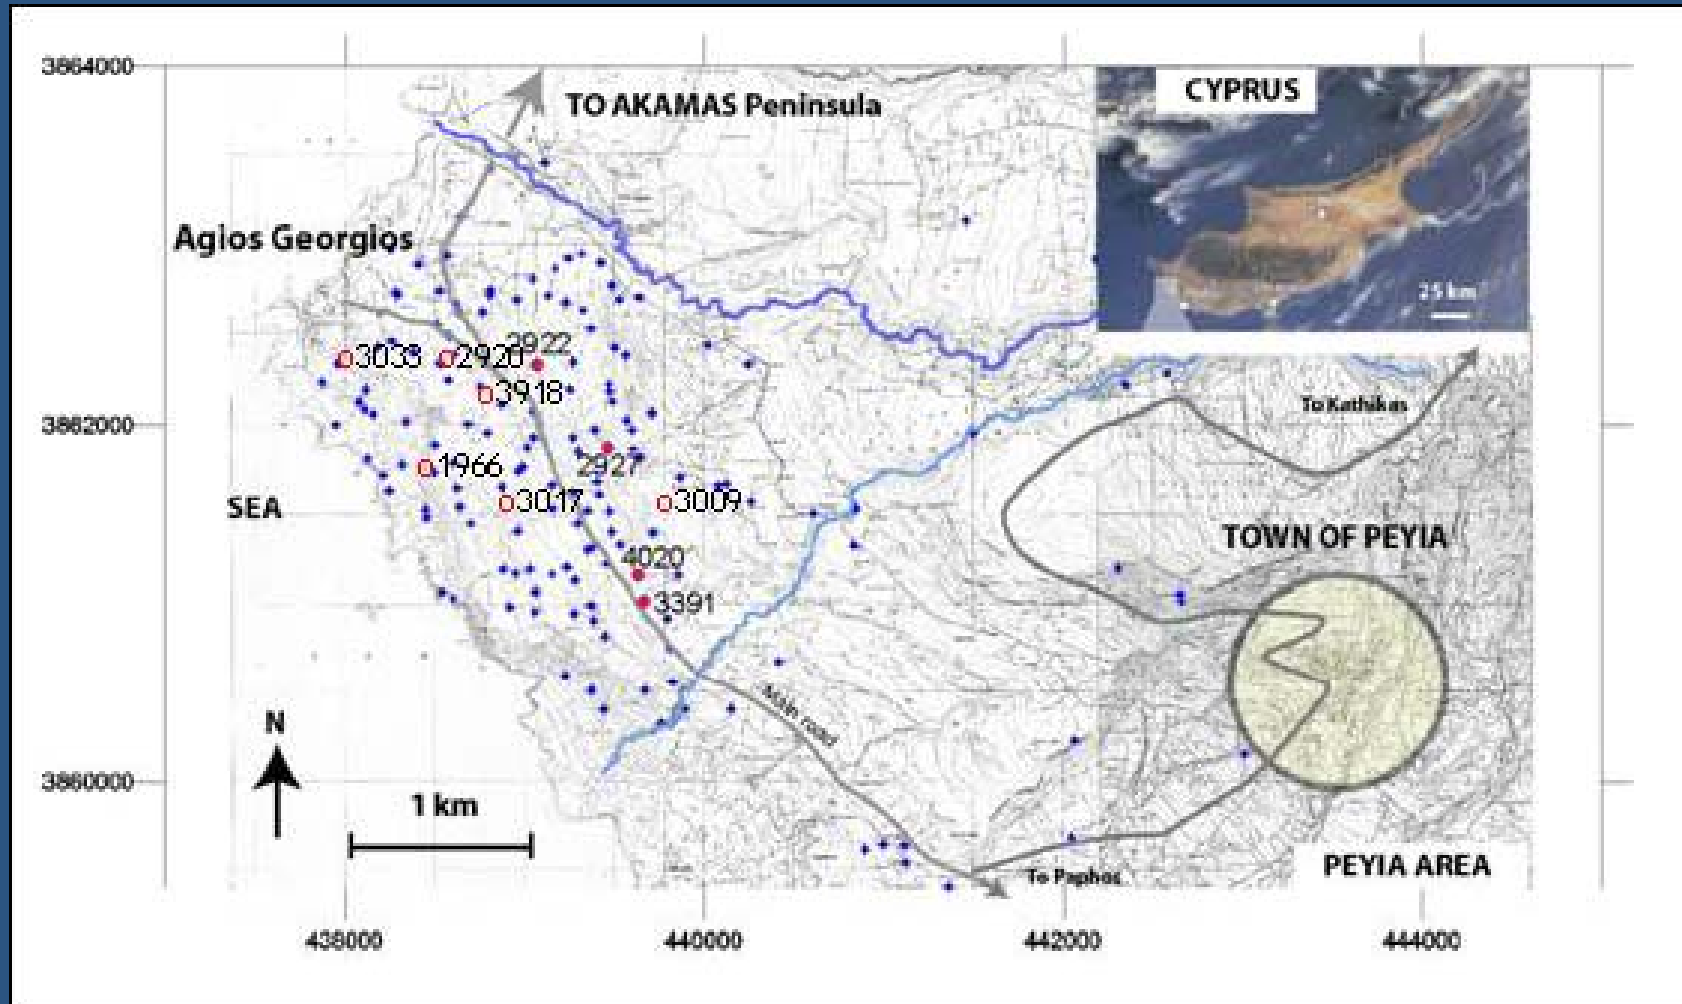 3864000
TO AKAMAS Peninsula
CYPRUS
Agios Georgios
25 km
2922
3033
2920
3918
3862000
To Kathikas
2927
1966
3017
3009
SEA
TOWN OF PEYIA
4020
3391
Main road
N
3860000
1 km
To Paphos
PEYIA AREA
438000
440000
442000
444000